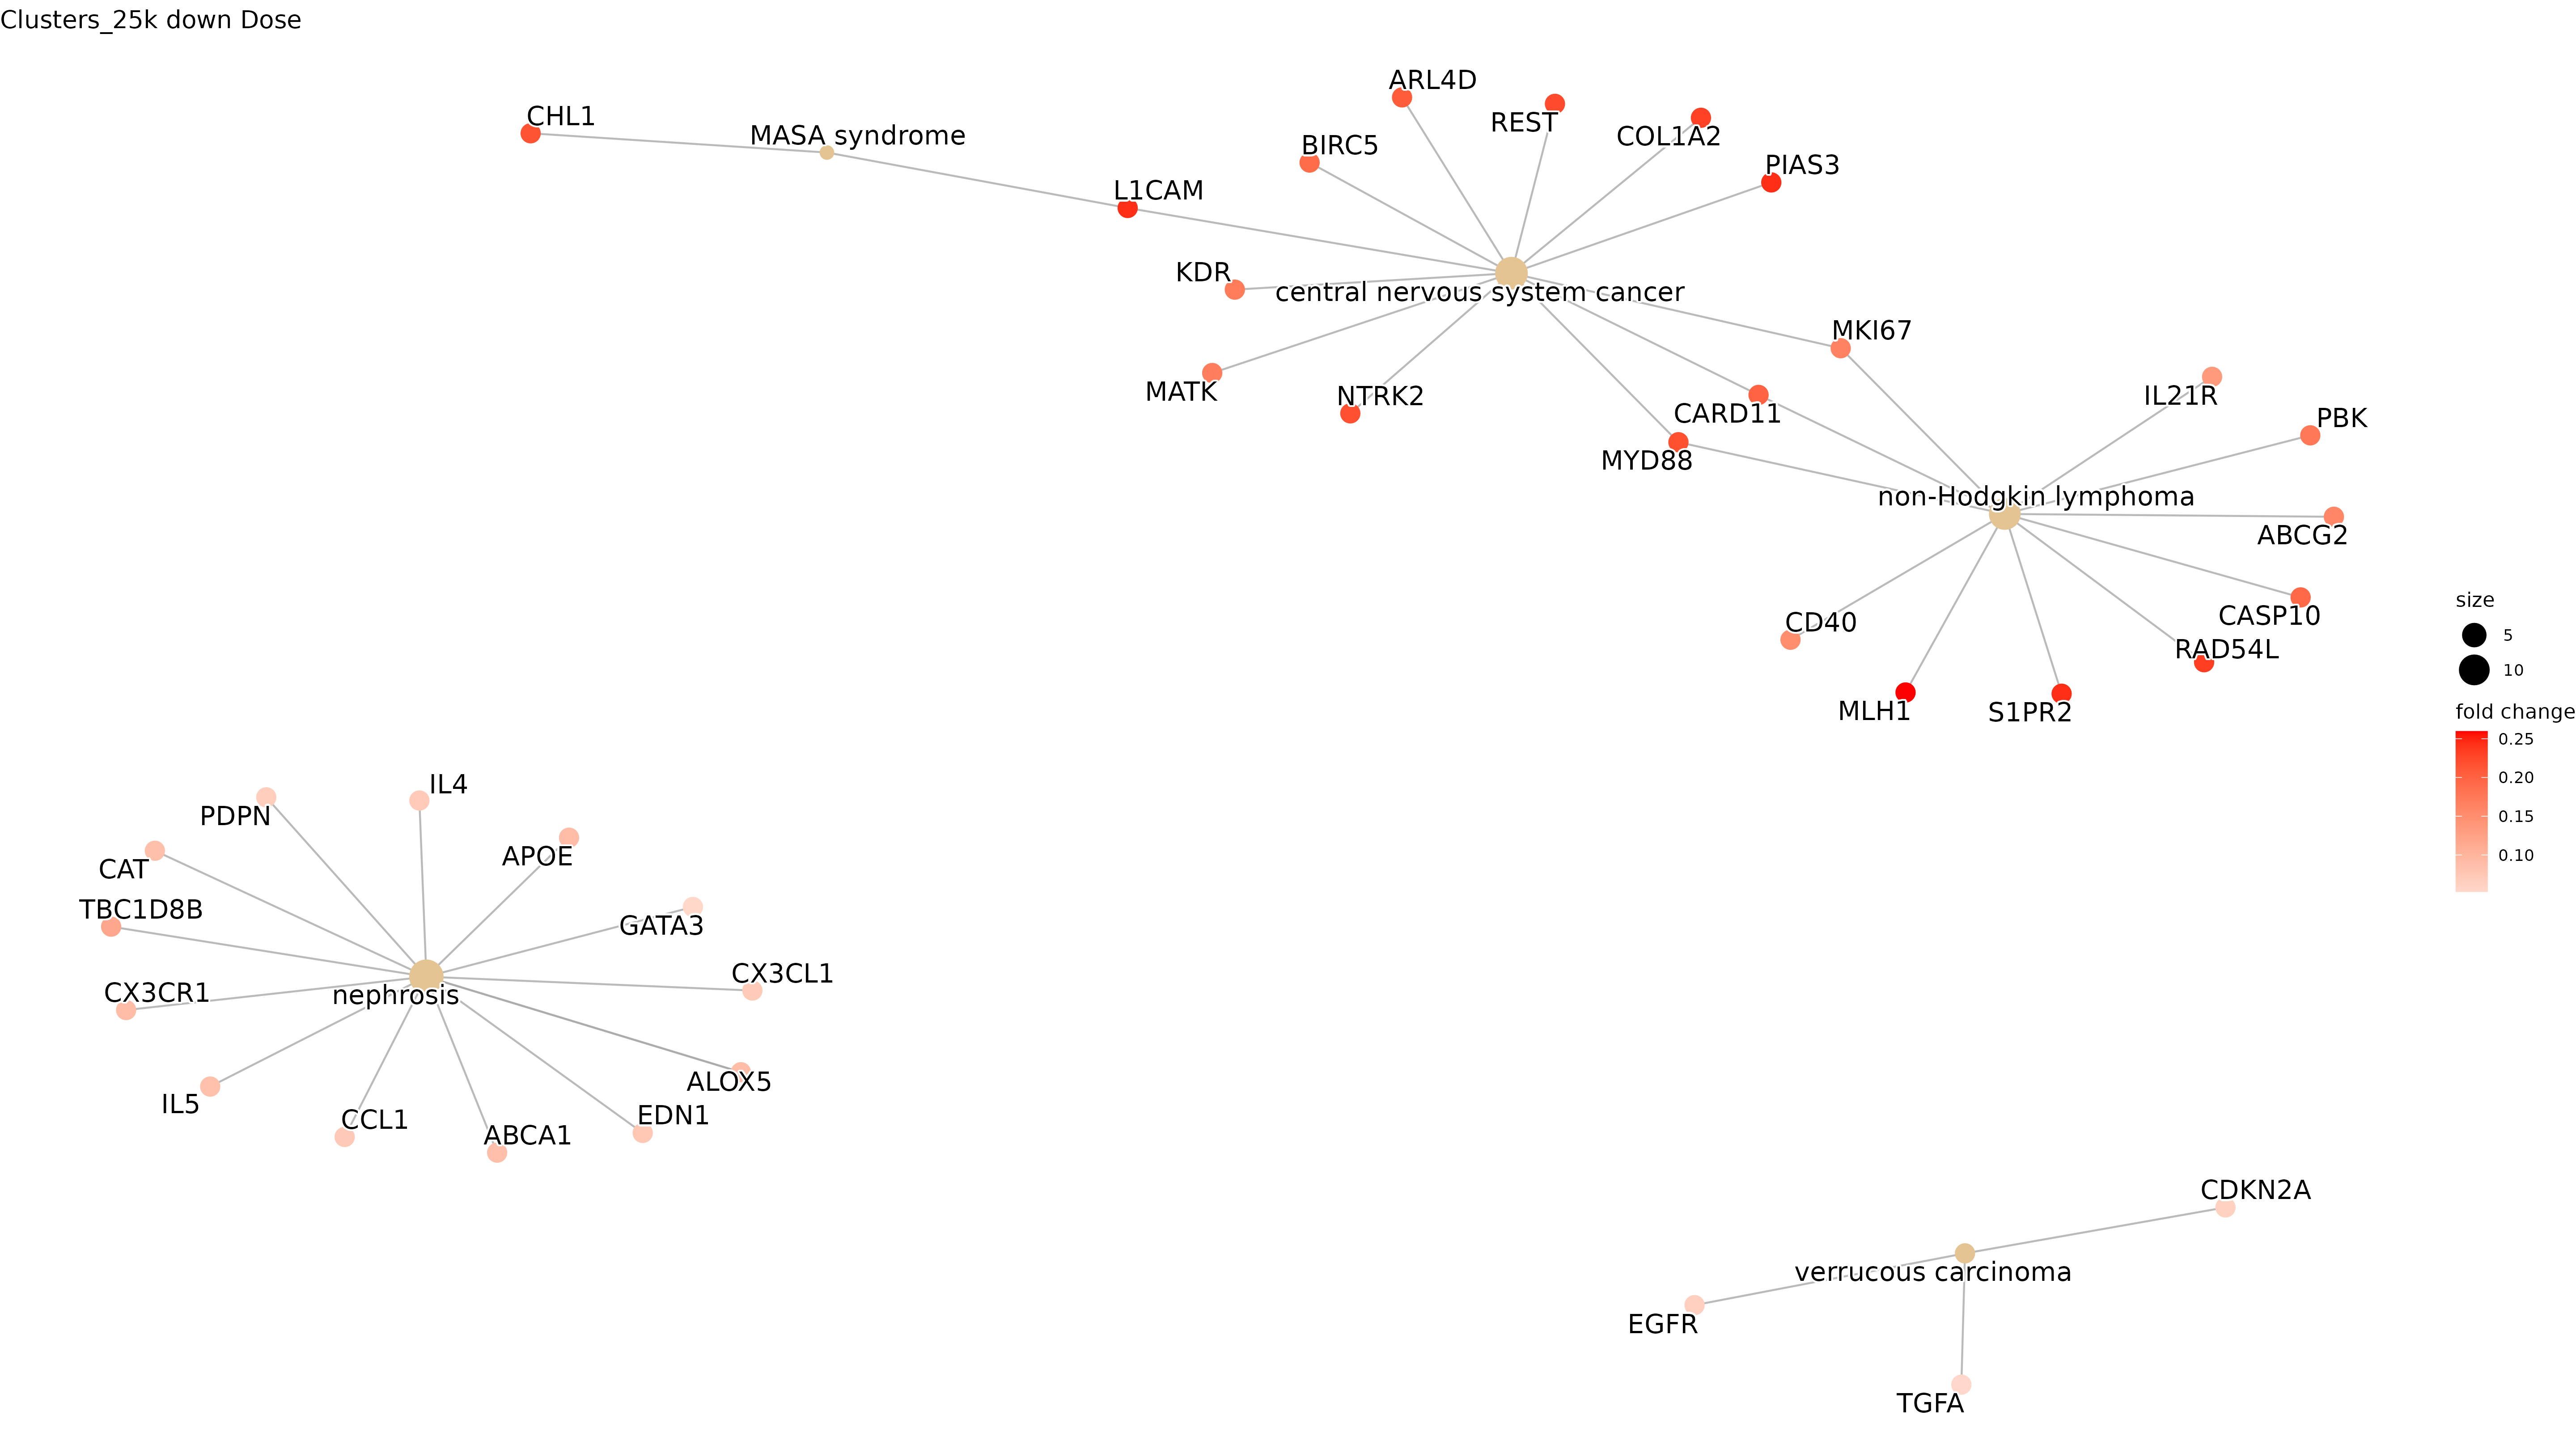 Clusters_25k down Dose
ARL4D
CHL1
REST
COL1A2
MASA syndrome
BIRC5
PIAS3
L1CAM
KDR
central nervous system cancer
MKI67
MATK
NTRK2
IL21R
CARD11
PBK
MYD88
non-Hodgkin lymphoma
ABCG2
size
CASP10
CD40
5
RAD54L
10
MLH1
S1PR2
fold change
0.25
0.20
0.15
0.10
IL4
PDPN
APOE
CAT
TBC1D8B
GATA3
CX3CL1
CX3CR1
nephrosis
ALOX5
IL5
CCL1
EDN1
ABCA1
CDKN2A
verrucous carcinoma
EGFR
TGFA